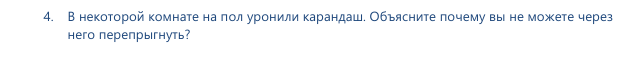 4. В некоторой комнате на пол уронили карандаш. Объясните почему вы не можете через
него перепрыгнуть?